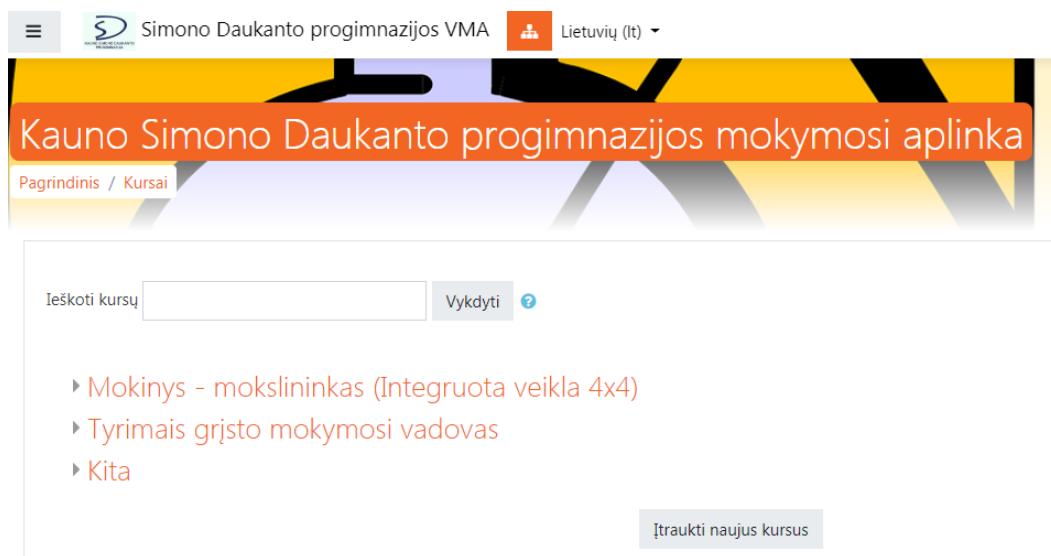 Simono Daukanto progimnazijos VMA Lietuvių (lt)
Kauno Simono Daukanto progimnazijos mokymosi aplinka
Pagrindinis / Kursai
Ieškoti kursų Vykdyti
Mokinys - mokslininkas (Integruota veikla 4x4)
Tyrimais grįsto mokymosi vadovas
Kita
Įtraukti naujus kursus